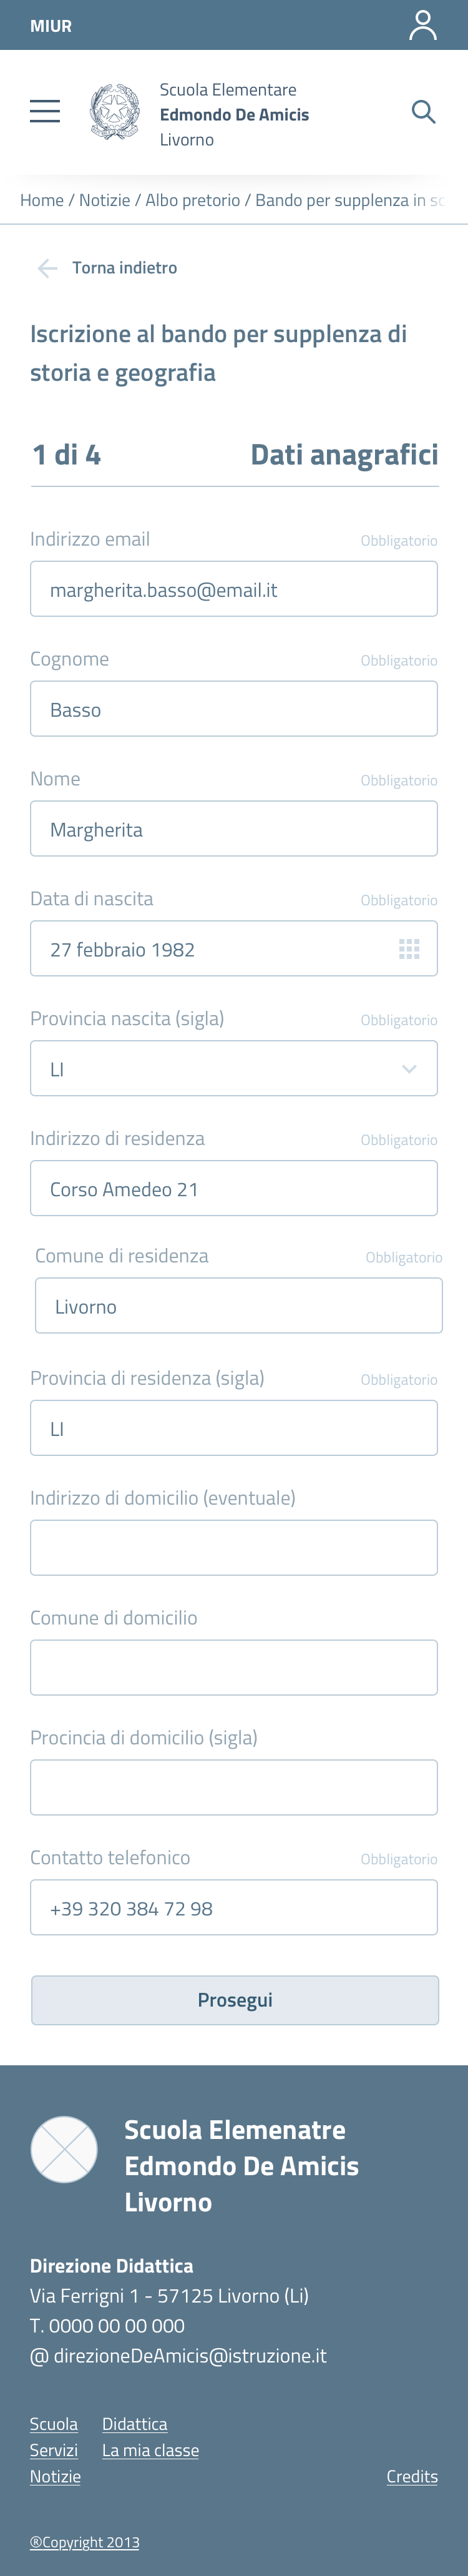 MIUR
Scuola Elementare
Edmondo De Amicis
Livorno
Home / Notizie / Albo pretorio / Bando per supplenza in sc
Torna indietro
Iscrizione al bando per supplenza di
storia e geografia
1 di 4 Dati anagrafici
Indirizzo email Obbligatorio
margherita.basso@email.it
Cognome Obbligatorio
Basso
Nome Obbligatorio
Margherita
Data di nascita Obbligatorio
27 febbraio 1982
Provincia nascita (sigla) Obbligatorio
LI
Indirizzo di residenza Obbligatorio
Corso Amedeo 21
Comune di residenza Obbligatorio
Livorno
Provincia di residenza (sigla) Obbligatorio
LI
Indirizzo di domicilio (eventuale)
Comune di domicilio
Procincia di domicilio (sigla)
Contatto telefonico Obbligatorio
+39 320 384 72 98
Prosegui
Scuola Elemenatre
Edmondo De Amicis
Livorno
Direzione Didattica
Via Ferrigni 1 - 57125 Livorno (Li)
T. 0000 00 00 000
@ direzioneDeAmicis@istruzione.it
Scuola Didattica
Servizi La mia classe
Notizie Credits
®Copyright 2013